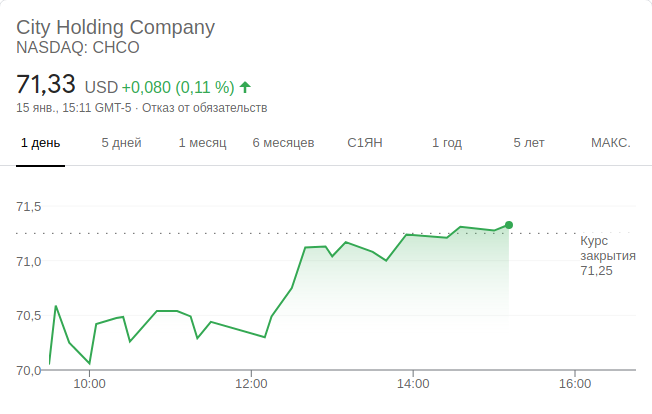 City Holding Company
NASDAQ: CHCO
71,33 USD +0,080 (0,11 %)
15 янв., 15:11 GMT-5 · Отказ от обязательств
1 день 5 дней 1 месяц 6 месяцев С1ЯН 1 год 5 лет МАКС.
71,5
Курс
закрытия
71,25
71,0
70,5
70,0
10:00 12:00 14:00 16:00